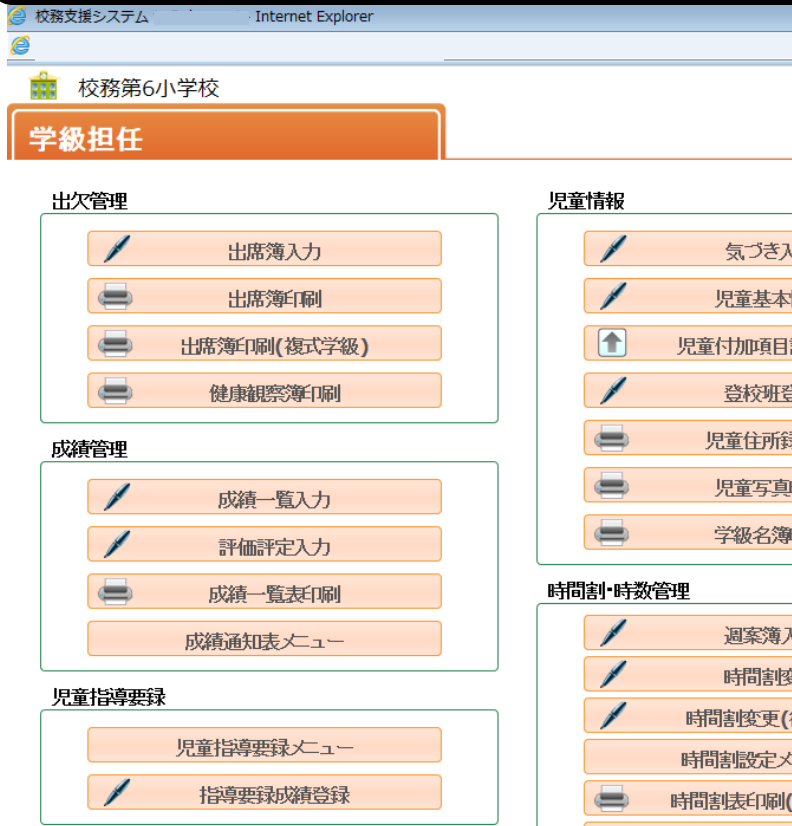 校務支援システム
Internet Explorer
校務第6小学校
学級担任
出欠管理
出席簿入力
出席簿印刷
出席簿印刷(複式学級)
健康観察簿印刷
成績管理
成績一覧入力
評価評定入力
成績一覧表印刷
成績通知表メニュー
児童指導要録
児童指導要録メニュー
指導要録成績登録
児童情報
気づき入
児童基本
児童付加項目
登校班
児童住所録
児童写真
学級名簿
時間割・時数管理
週案簿入
時間割変
時間割変更(
時間割設定メ
時間割表印刷(